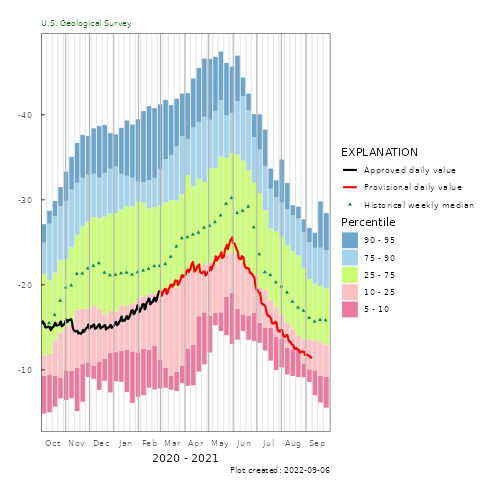 U.S. Geological Survey
-40
-30
-20
-10
Oct Nov Dec Jan Feb Mar Apr May Jun Jul Aug Sep
2020 - 2021
Plot created: 2022-09-06
EXPLANATION
Approved daily value
Provisional daily value
Historical weekly median
Percentile
90 - 95
75 - 90
25 - 75
10 - 25
5 - 10